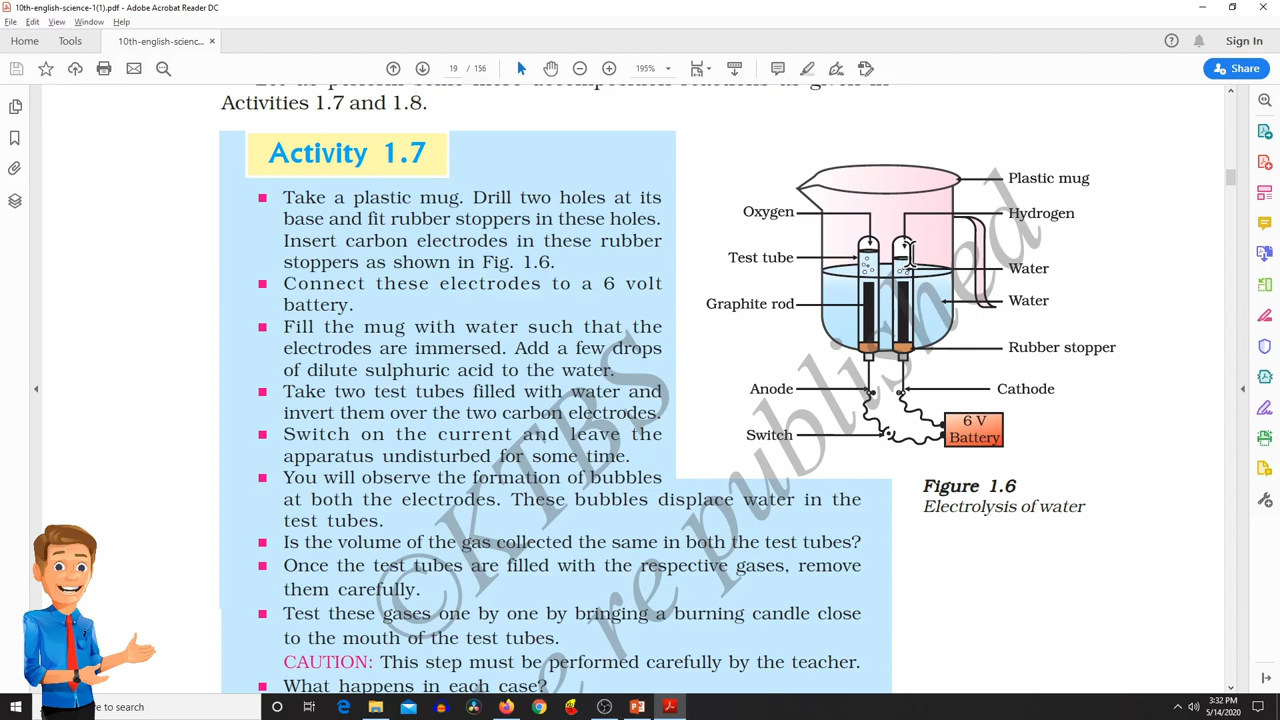 10th-english-science-1(1).pdf - Adobe Acrobat Reader DC
File Edit View Window Help
Home Tools 10th-english-scienc... × Sign In
19 / 156 195% Share
Activities 1.7 and 1.8.
Activity 1.7
Take a plastic mug. Drill two holes at its
base and fit rubber stoppers in these holes.
Insert carbon electrodes in these rubber
stoppers as shown in Fig. 1.6.
Connect these electrodes to a 6 volt
battery.
Fill the mug with water such that the
electrodes are immersed. Add a few drops
of dilute sulphuric acid to the water.
Take two test tubes filled with water and
invert them over the two carbon electrodes.
Switch on the current and leave the
apparatus undisturbed for some time.
You will observe the formation of bubbles
at both the electrodes. These bubbles displace water in the
test tubes.
Is the volume of the gas collected the same in both the test tubes?
Once the test tubes are filled with the respective gases, remove
them carefully.
Test these gases one by one by bringing a burning candle close
to the mouth of the test tubes.
CAUTION: This step must be performed carefully by the teacher.
What happens in each case?
Plastic mug
Oxygen
Hydrogen
Test tube
Water
Graphite rod
Water
Rubber stopper
Anode
Cathode
Switch
6 V
Battery
Figure 1.6
Electrolysis of water
©KTBS
e republished
re to search
3:32 PM
5/14/2020